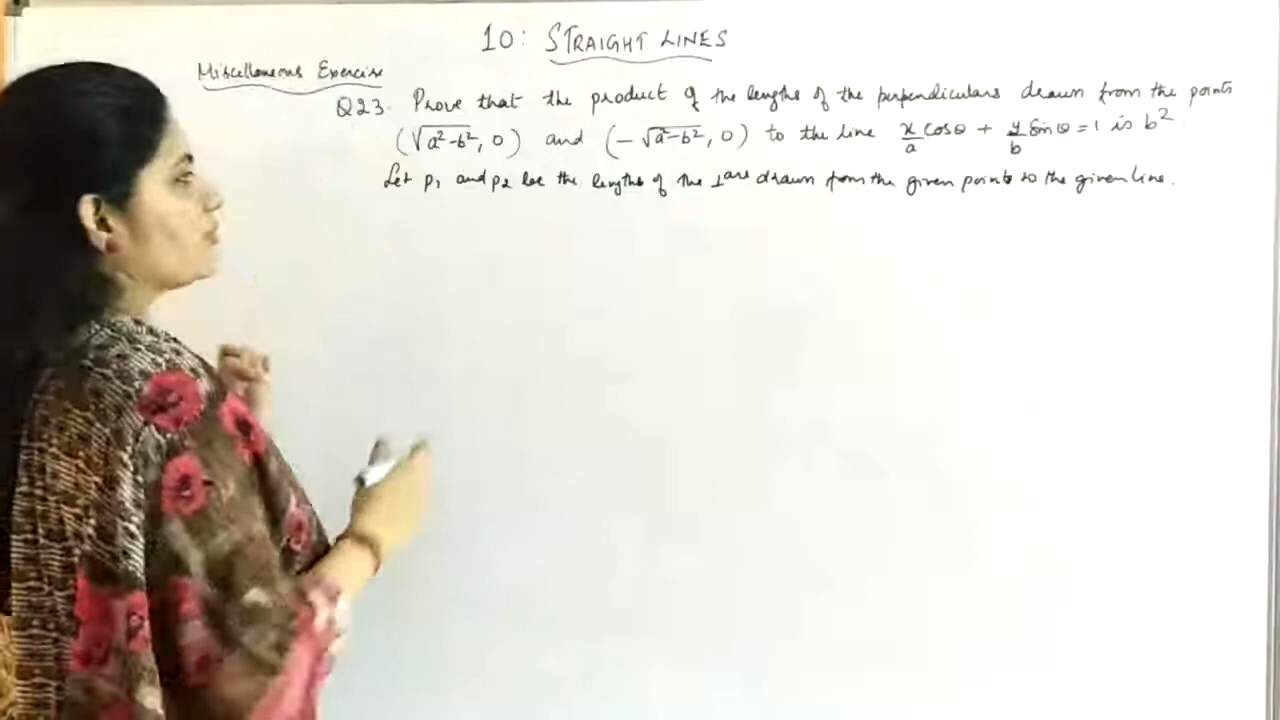 10: STRAIGHT LINES
Miscellaneous Exercise
Q23. Prove that the product of the lengths of the perpendiculars drawn from the points
(√a²-b², 0) and (-√a²-b², 0) to the line x/a cosθ + y/b Sinθ = 1 is b².
Let p₁ and p₂ be the lengths of the ⊥ars drawn from the given points to the given line.